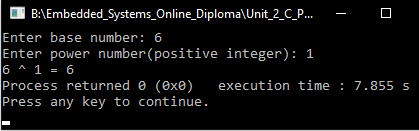 B:\Embedded_Systems_Online_Diploma\Unit_2_C_P...
Enter base number: 6
Enter power number(positive integer): 1
6 ^ 1 = 6
Process returned 0 (0x0)   execution time : 7.855 s
Press any key to continue.